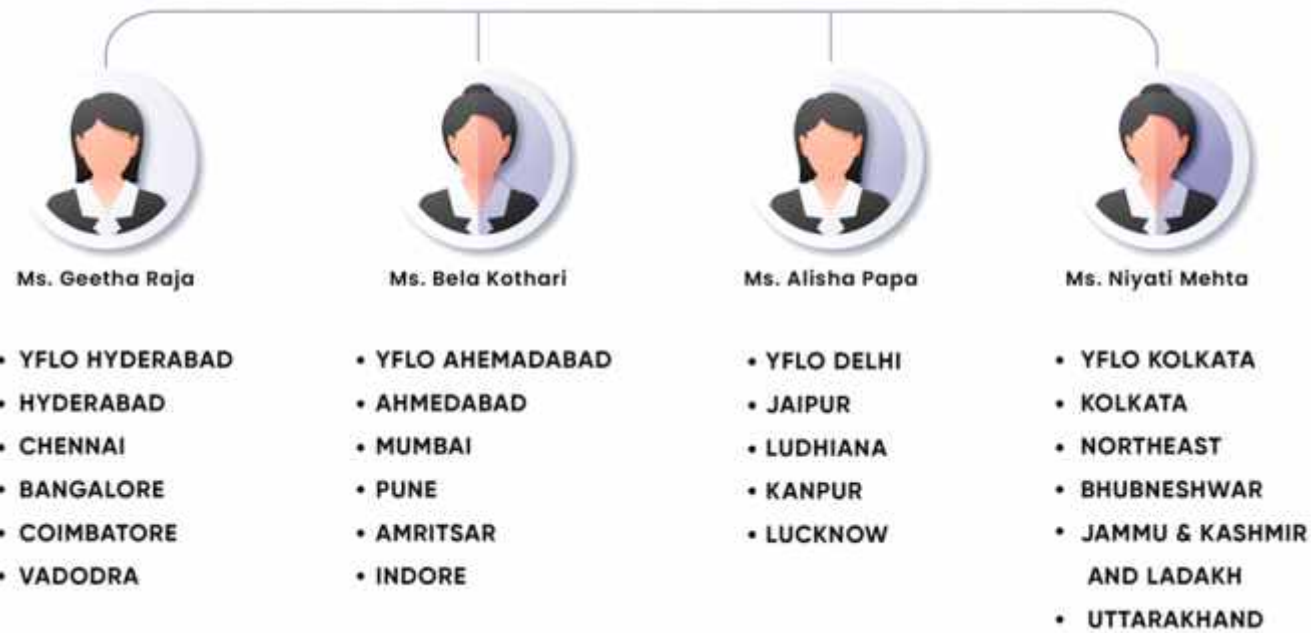 Ms. Geetha Raja
• YFLO HYDERABAD
• HYDERABAD
• CHENNAI
• BANGALORE
• COIMBATORE
• VADODRA
Ms. Bela Kothari
• YFLO AHEMADABAD
• AHMEDABAD
• MUMBAI
• PUNE
• AMRITSAR
• INDORE
Ms. Alisha Papa
• YFLO DELHI
• JAIPUR
• LUDHIANA
• KANPUR
• LUCKNOW
Ms. Niyati Mehta
• YFLO KOLKATA
• KOLKATA
• NORTHEAST
• BHUBNESHWAR
• JAMMU & KASHMIR
AND LADAKH
• UTTARAKHAND